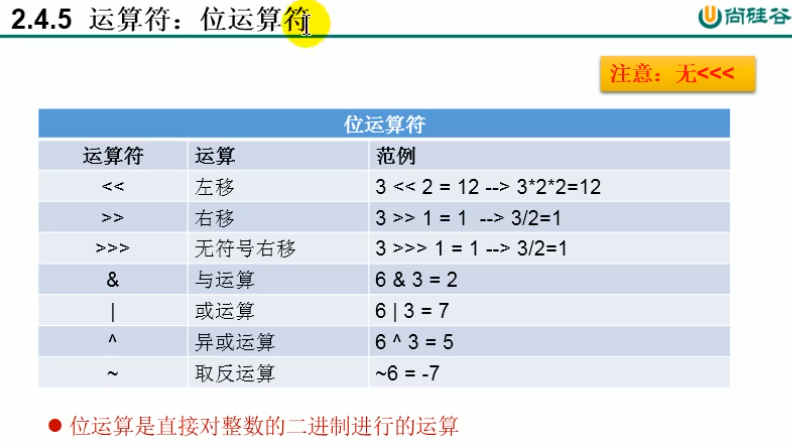 2.4.5 运算符：位运算符
尚硅谷
注意：无<<<
位运算符
运算符 运算 范例
<< 左移 3 << 2 = 12 --> 3*2*2=12
>> 右移 3 >> 1 = 1 --> 3/2=1
>>> 无符号右移 3 >>> 1 = 1 --> 3/2=1
& 与运算 6 & 3 = 2
| 或运算 6 | 3 = 7
^ 异或运算 6 ^ 3 = 5
~ 取反运算 ~6 = -7
● 位运算是直接对整数的二进制进行的运算